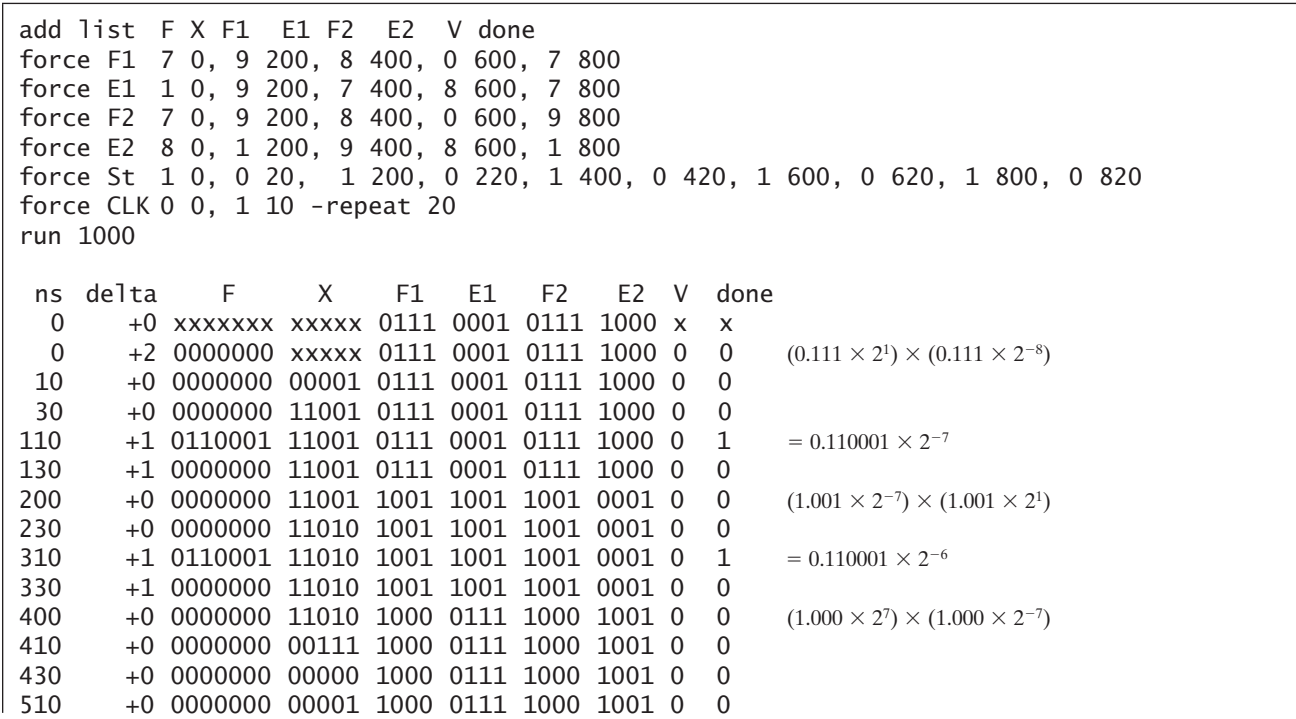 add list F X F1 E1 F2 E2 V done
force F1 7 0, 9 200, 8 400, 0 600, 7 800
force E1 1 0, 9 200, 7 400, 8 600, 7 800
force F2 7 0, 9 200, 8 400, 0 600, 9 800
force E2 8 0, 1 200, 9 400, 8 600, 1 800
force St 1 0, 0 20, 1 200, 0 220, 1 400, 0 420, 1 600, 0 620, 1 800, 0 820
force CLK 0 0, 1 10 -repeat 20
run 1000
ns delta F X F1 E1 F2 E2 V done
0 +0 xxxxxxx xxxxx 0111 0001 0111 1000 x x
0 +2 0000000 xxxxx 0111 0001 0111 1000 0 0 (0.111 × 2¹) × (0.111 × 2⁻⁸)
10 +0 0000000 00001 0111 0001 0111 1000 0 0
30 +0 0000000 11001 0111 0001 0111 1000 0 0
110 +1 0110001 11001 0111 0001 0111 1000 0 1 = 0.110001 × 2⁻⁷
130 +1 0000000 11001 0111 0001 0111 1000 0 0
200 +0 0000000 11001 1001 1001 1001 0001 0 0 (1.001 × 2⁻⁷) × (1.001 × 2¹)
230 +0 0000000 11010 1001 1001 1001 0001 0 0
310 +1 0110001 11010 1001 1001 1001 0001 0 1 = 0.110001 × 2⁻⁶
330 +1 0000000 11010 1001 1001 1001 0001 0 0
400 +0 0000000 11010 1000 0111 1000 1001 0 0 (1.000 × 2⁷) × (1.000 × 2⁻⁷)
410 +0 0000000 00111 1000 0111 1000 1001 0 0
430 +0 0000000 00000 1000 0111 1000 1001 0 0
510 +0 0000000 00001 1000 0111 1000 1001 0 0